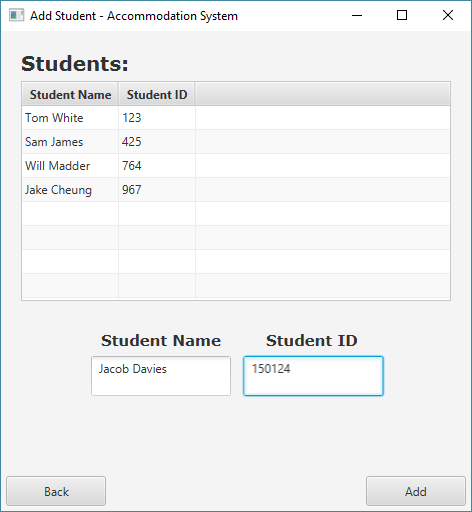 Add Student - Accommodation System
Students:
Student Name Student ID
Tom White 123
Sam James 425
Will Madder 764
Jake Cheung 967
Student Name Student ID
Jacob Davies 150124
Back Add